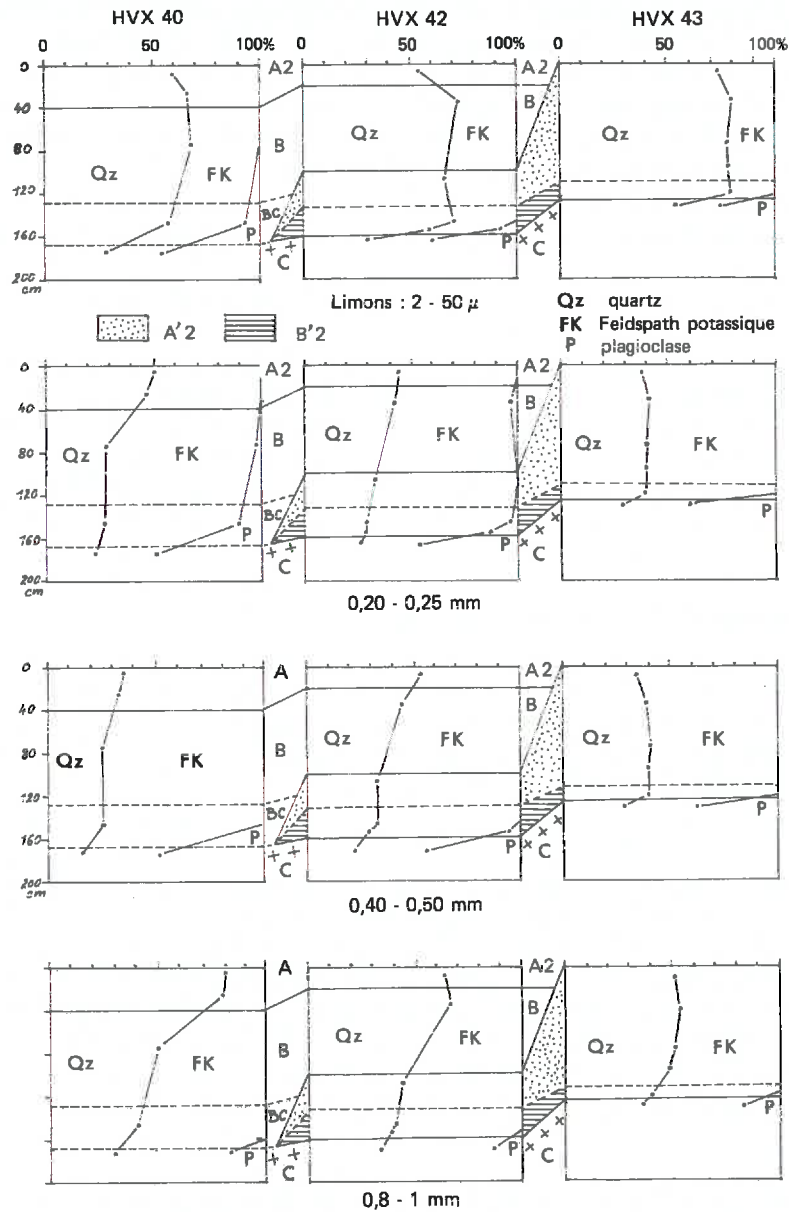 HVX 40 HVX 42 HVX 43
0 50 100% 0 50 100% 0 50 100%
A2 A2
0
40
80
120
160
200
cm
Qz FK P B BC C
Qz FK P A2 B C
Qz FK P
Limons : 2 - 50 µ
A'2 B'2
Qz quartz
FK Feidspath potassique
P plagioclase
0
40
80
120
160
200
cm
Qz FK P A2 B BC C
Qz FK P A2 B C
Qz FK P
0,20 - 0,25 mm
0
40
80
120
160
200
cm
Qz FK P A B BC C
Qz FK P A2 B C
Qz FK P
0,40 - 0,50 mm
Qz FK P A B BC C
Qz FK P A2 B C
Qz FK P
0,8 - 1 mm